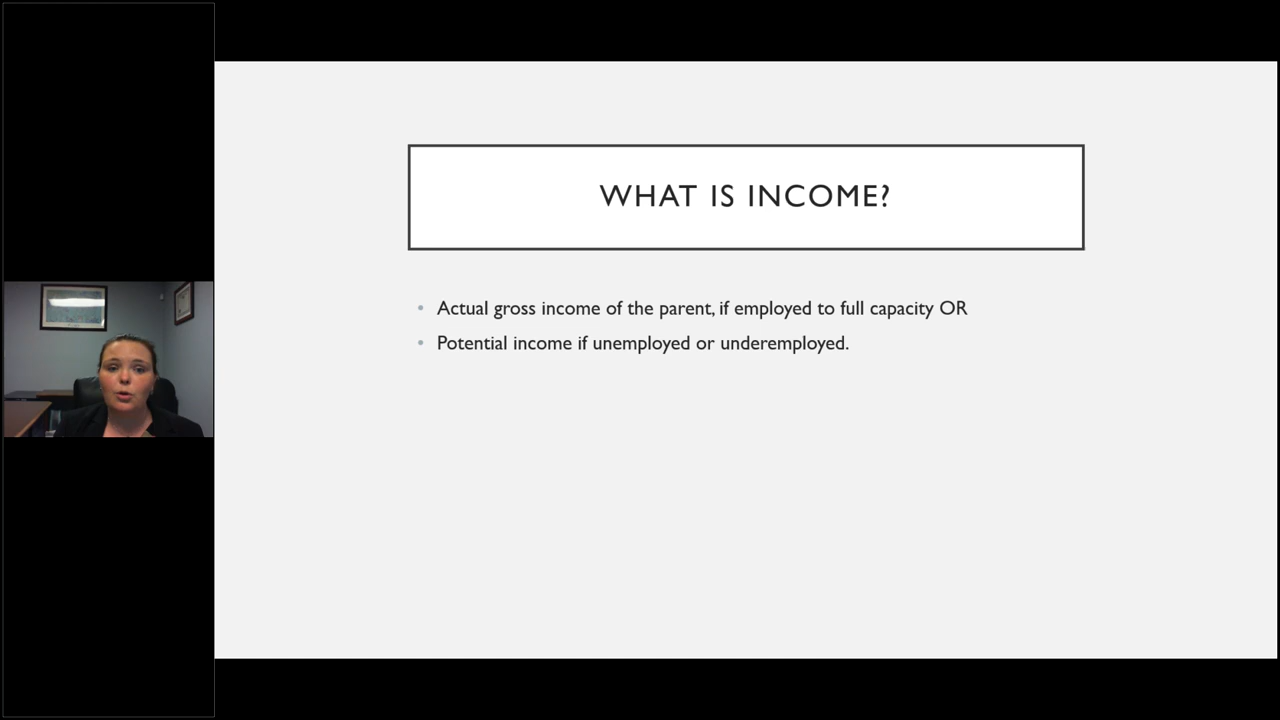 WHAT IS INCOME?
• Actual gross income of the parent, if employed to full capacity OR
• Potential income if unemployed or underemployed.